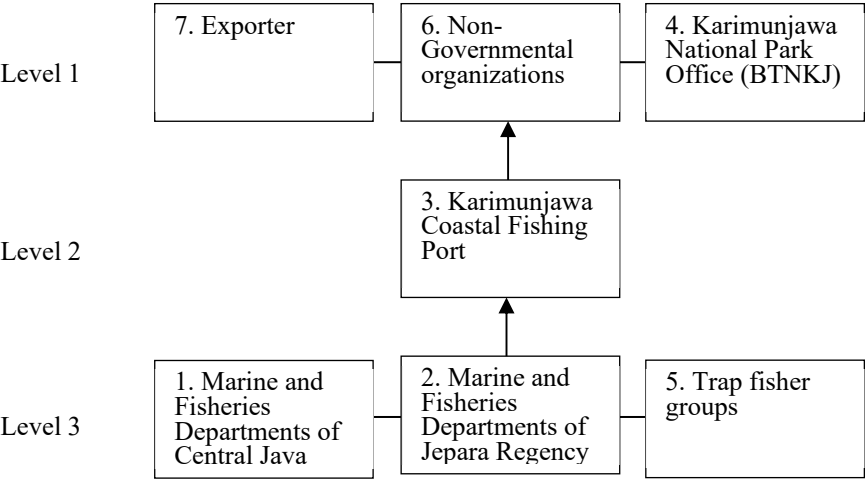 Level 1
7. Exporter
6. Non-
Governmental
organizations
4. Karimunjawa
National Park
Office (BTNKJ)
Level 2
3. Karimunjawa
Coastal Fishing
Port
Level 3
1. Marine and
Fisheries
Departments of
Central Java
2. Marine and
Fisheries
Departments of
Jepara Regency
5. Trap fisher
groups